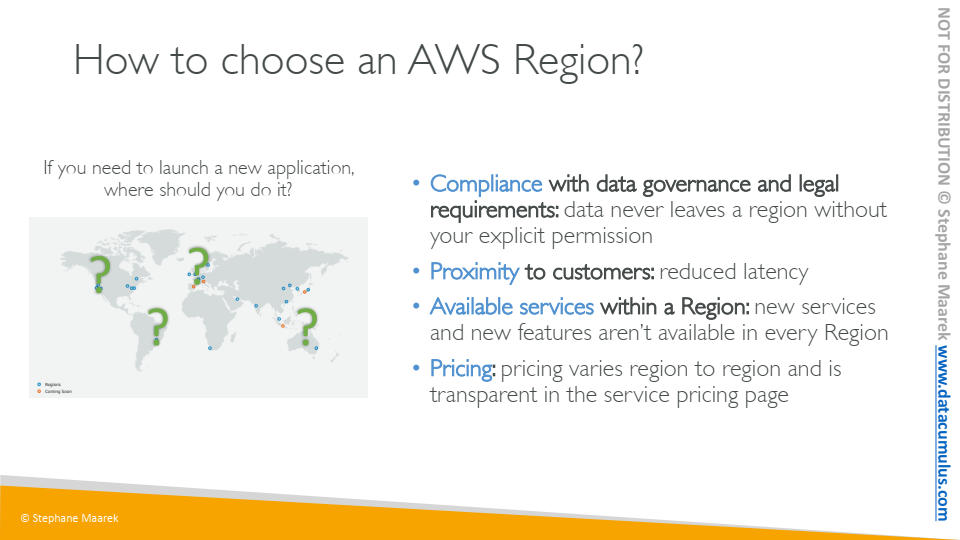 How to choose an AWS Region?
If you need to launch a new application,
where should you do it?
Regions
Coming Soon
• Compliance with data governance and legal
requirements: data never leaves a region without
your explicit permission
• Proximity to customers: reduced latency
• Available services within a Region: new services
and new features aren’t available in every Region
• Pricing: pricing varies region to region and is
transparent in the service pricing page
© Stephane Maarek
NOT FOR DISTRIBUTION © Stephane Maarek www.datacumulus.com